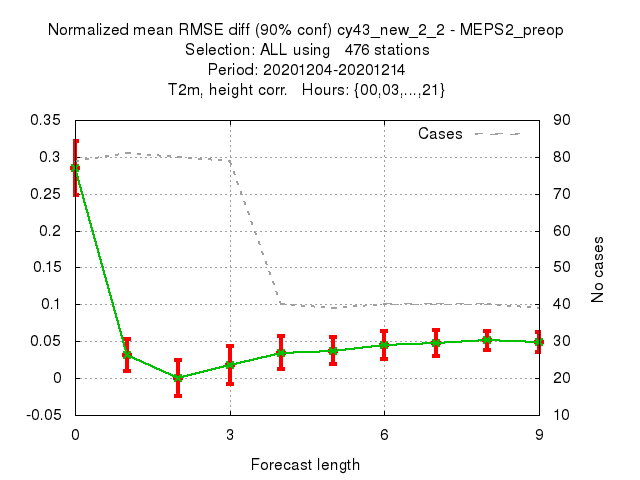 Normalized mean RMSE diff (90% conf) cy43_new_2_2 - MEPS2_preop
Selection: ALL using 476 stations
Period: 20201204-20201214
T2m, height corr. Hours: {00,03,...,21}
0.35 90
Cases
0.3 80
0.25 70
0.2 60
0.15 50
0.1 40
0.05 30
0 20
-0.05 10
No cases
0 3 6 9
Forecast length